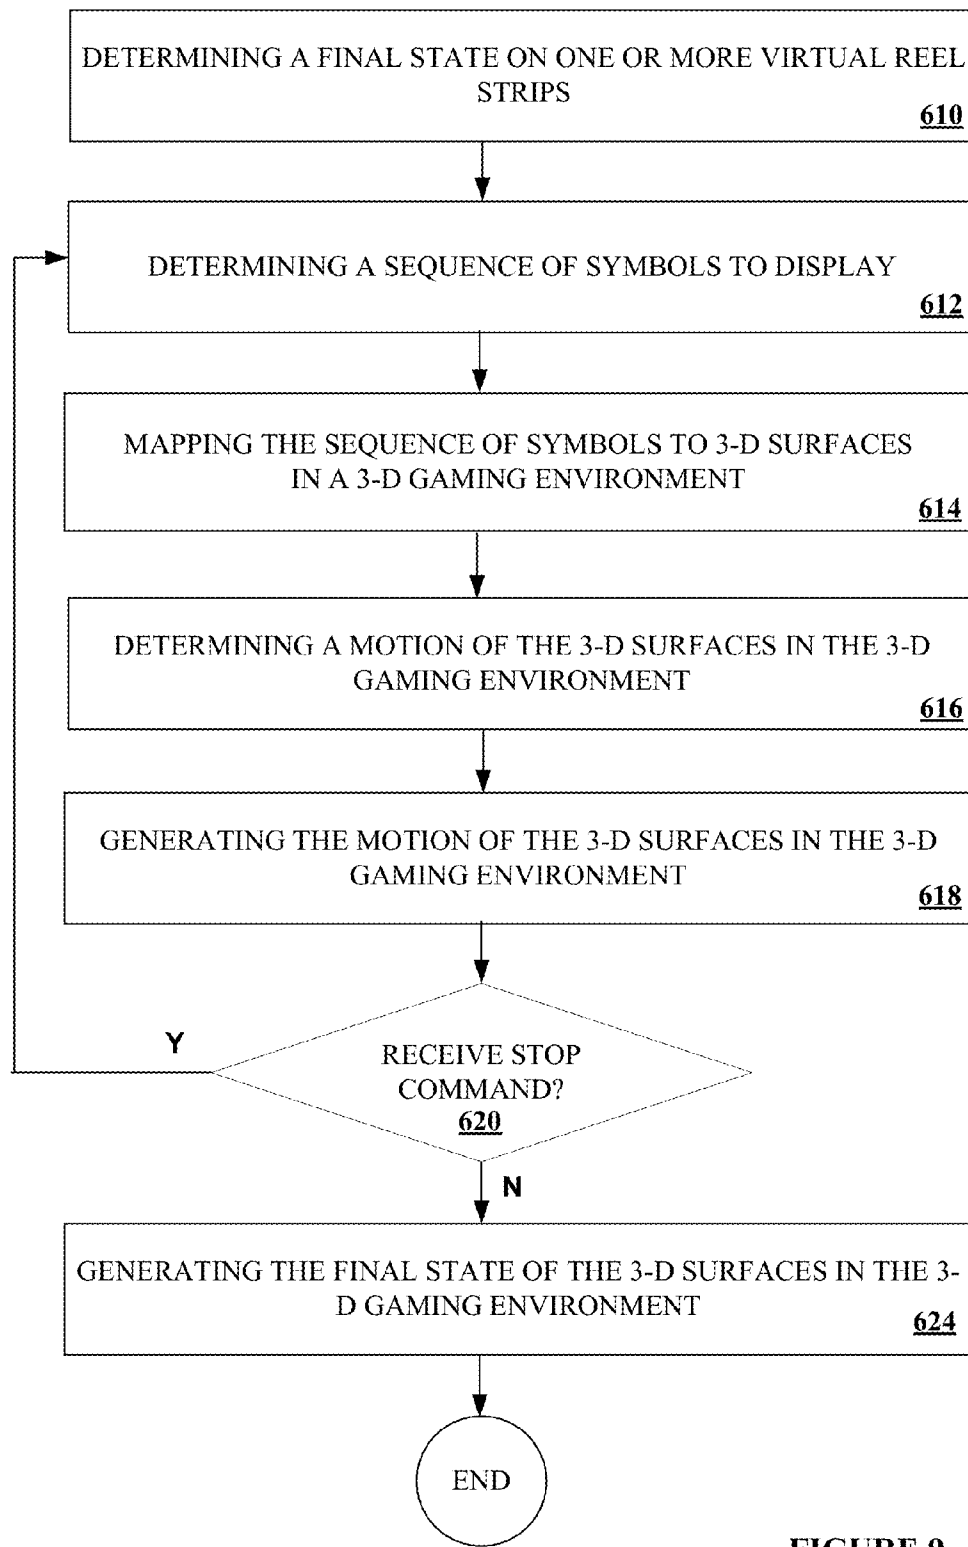 DETERMINING A FINAL STATE ON ONE OR MORE VIRTUAL REEL
STRIPS
610
DETERMINING A SEQUENCE OF SYMBOLS TO DISPLAY
612
MAPPING THE SEQUENCE OF SYMBOLS TO 3-D SURFACES
IN A 3-D GAMING ENVIRONMENT
614
DETERMINING A MOTION OF THE 3-D SURFACES IN THE 3-D
GAMING ENVIRONMENT
616
GENERATING THE MOTION OF THE 3-D SURFACES IN THE 3-D
GAMING ENVIRONMENT
618
Y
RECEIVE STOP
COMMAND?
620
N
GENERATING THE FINAL STATE OF THE 3-D SURFACES IN THE 3-
D GAMING ENVIRONMENT
624
END
FIGURE